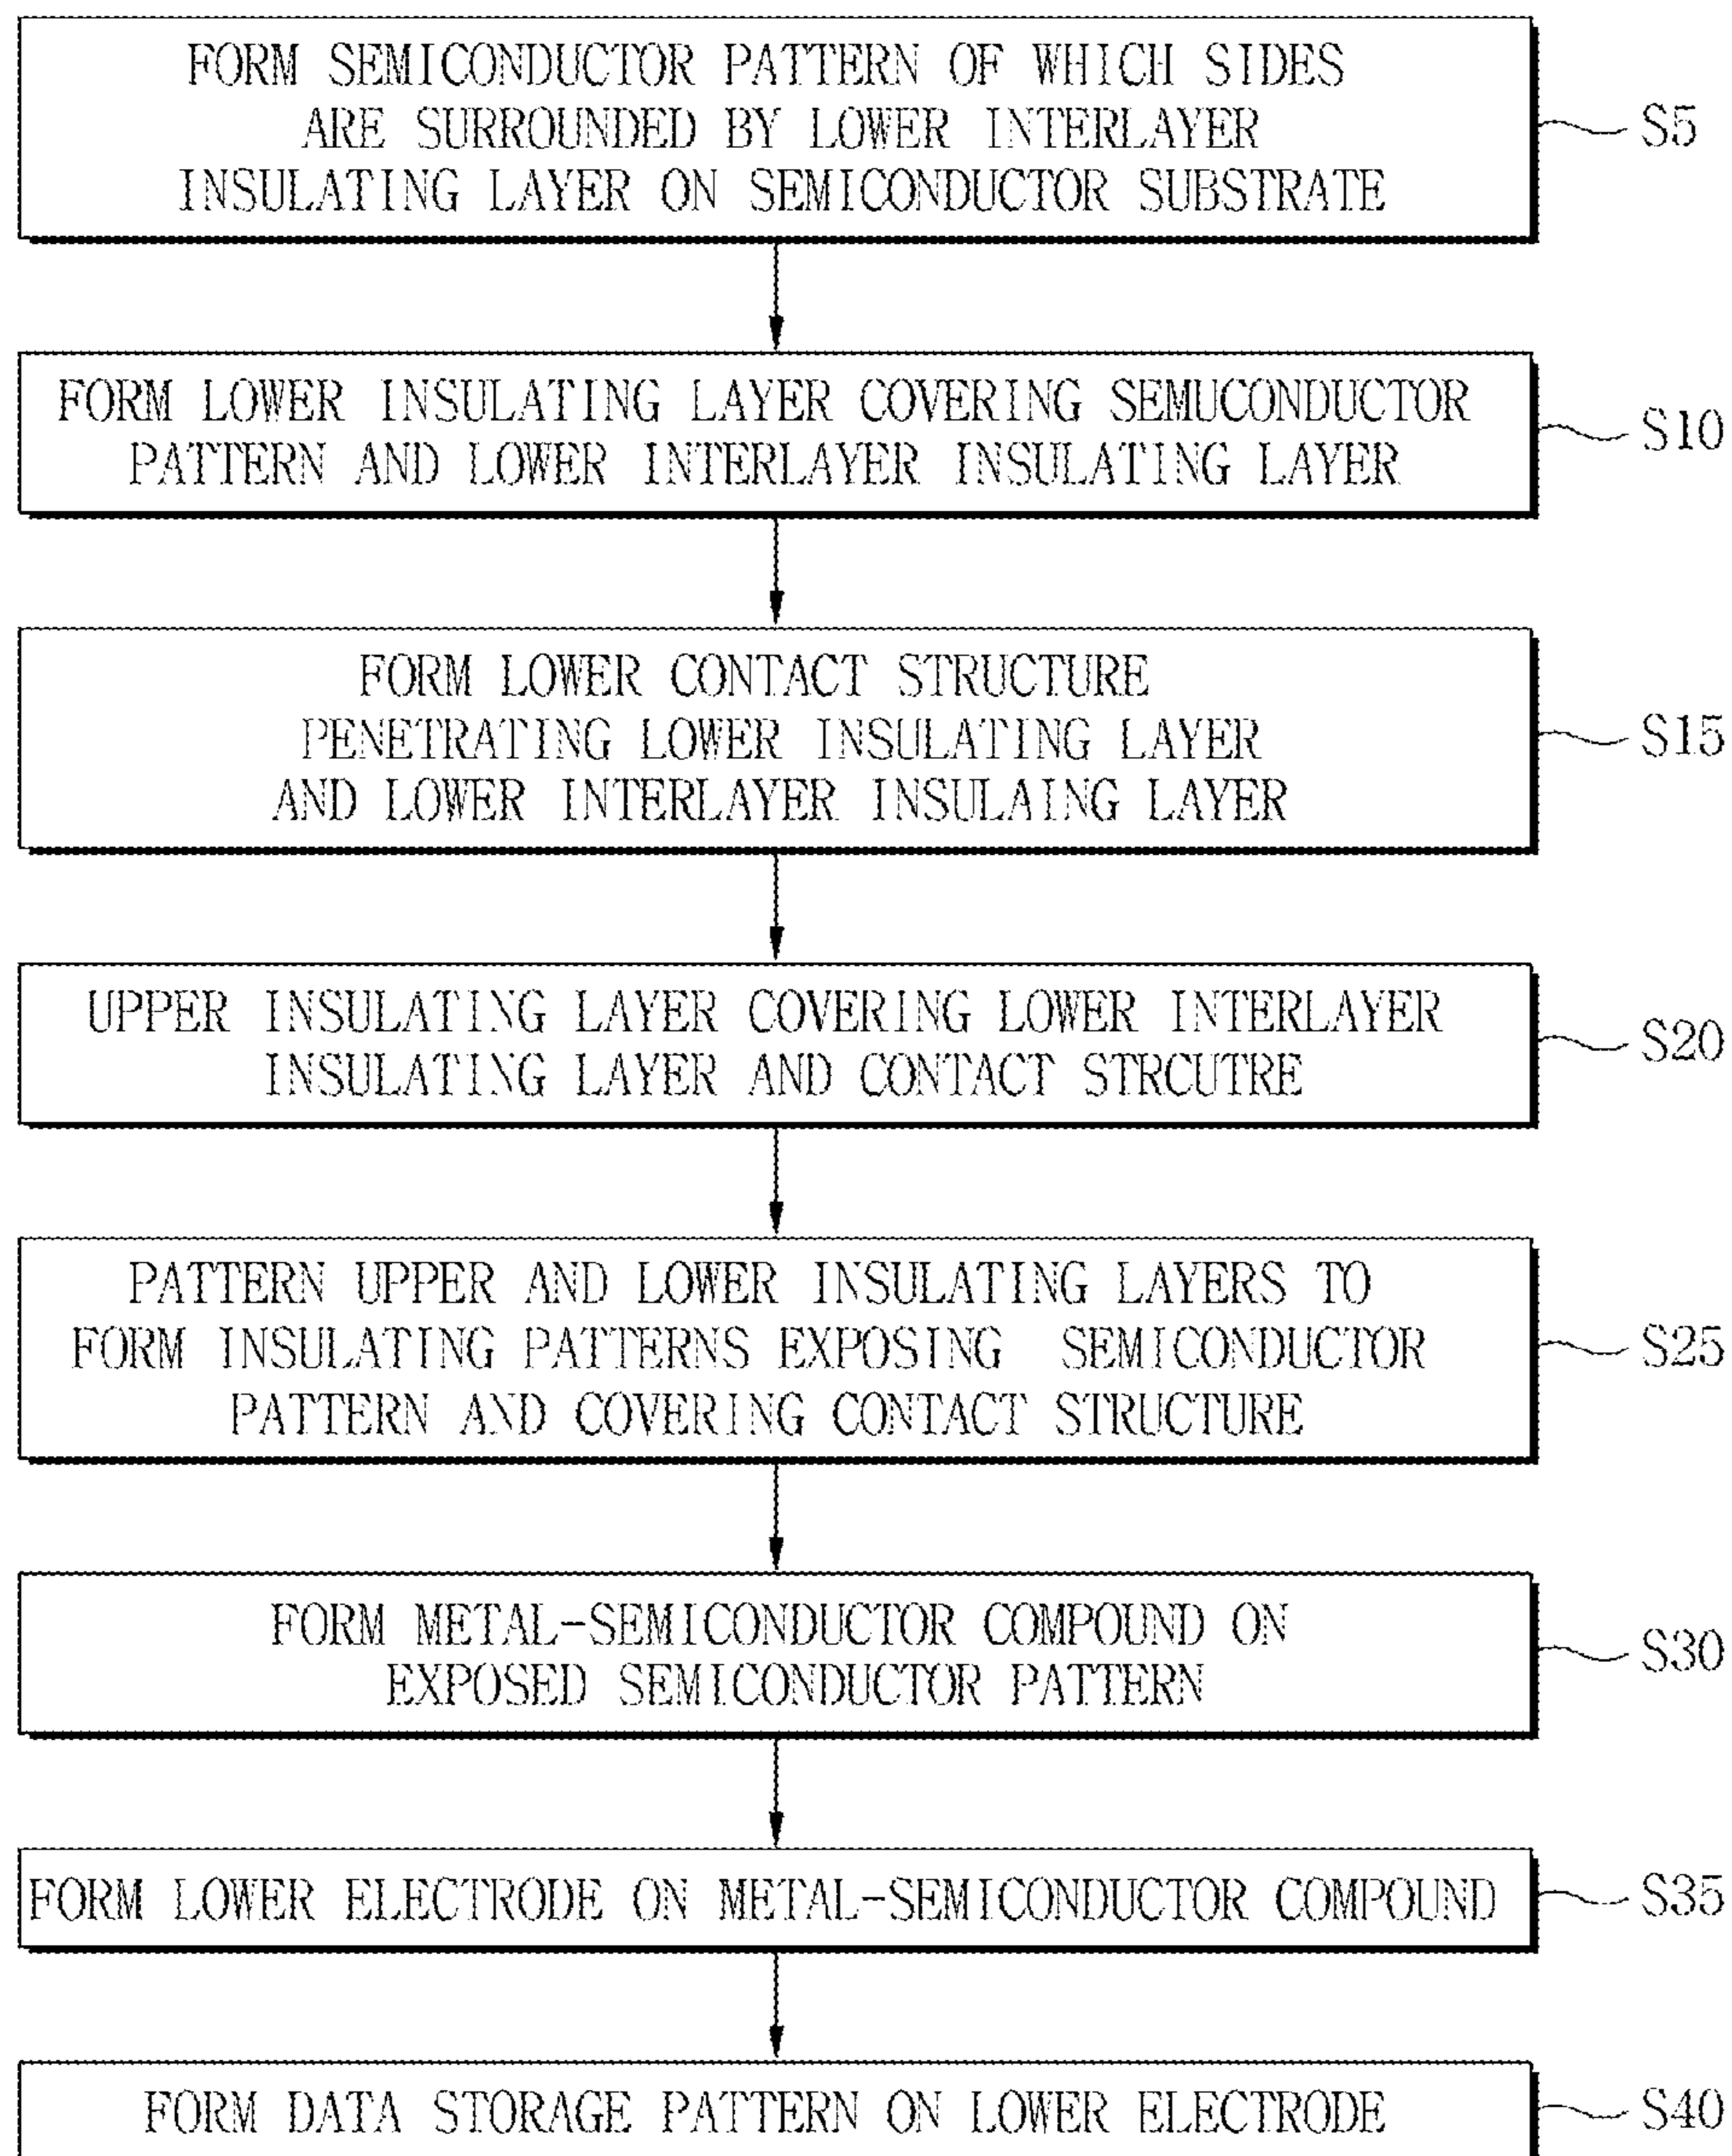 FORM SEMICONDUCTOR PATTERN OF WHICH SIDES
ARE SURROUNDED BY LOWER INTERLAYER
INSULATING LAYER ON SEMICONDUCTOR SUBSTRATE
S5
FORM LOWER INSULATING LAYER COVERING SEMUCONDUCTOR
PATTERN AND LOWER INTERLAYER INSULATING LAYER
S10
FORM LOWER CONTACT STRUCTURE
PENETRATING LOWER INSULATING LAYER
AND LOWER INTERLAYER INSULAING LAYER
S15
UPPER INSULATING LAYER COVERING LOWER INTERLAYER
INSULATING LAYER AND CONTACT STRCUTRE
S20
PATTERN UPPER AND LOWER INSULATING LAYERS TO
FORM INSULATING PATTERNS EXPOSING SEMICONDUCTOR
PATTERN AND COVERING CONTACT STRUCTURE
S25
FORM METAL-SEMICONDUCTOR COMPOUND ON
EXPOSED SEMICONDUCTOR PATTERN
S30
FORM LOWER ELECTRODE ON METAL-SEMICONDUCTOR COMPOUND
S35
FORM DATA STORAGE PATTERN ON LOWER ELECTRODE
S40